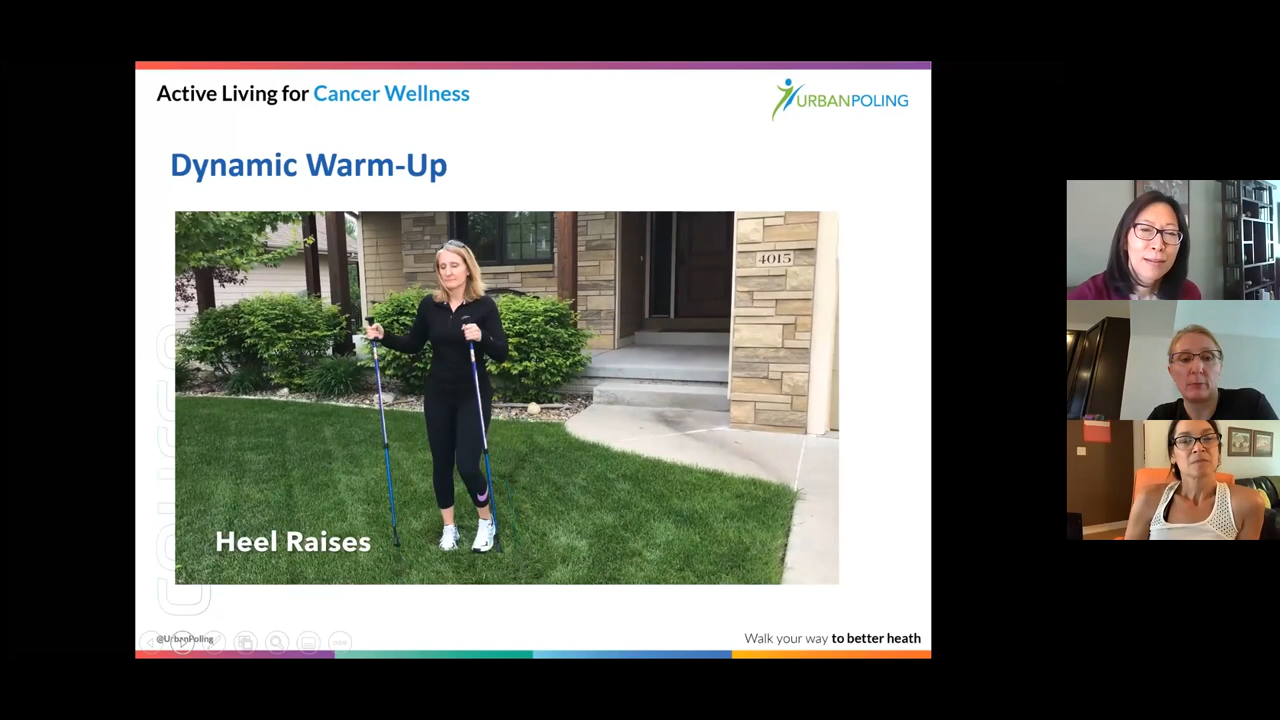 Active Living for Cancer Wellness
URBANPOLING
Dynamic Warm-Up
4015
Heel Raises
@UrbanPoling
Walk your way to better heath